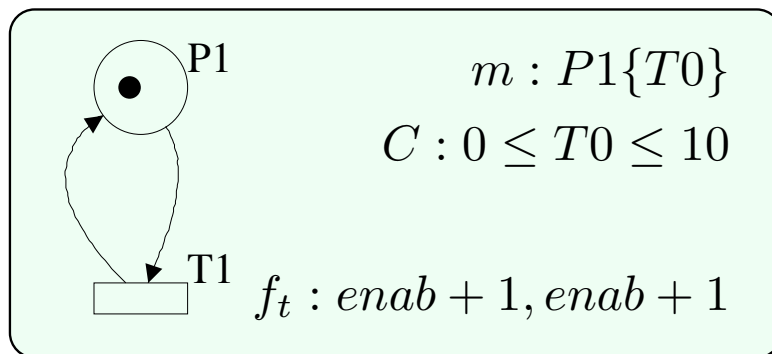 P1
m : P1{T0}
C : 0 ≤ T0 ≤ 10
T1
f_t : enab + 1, enab + 1